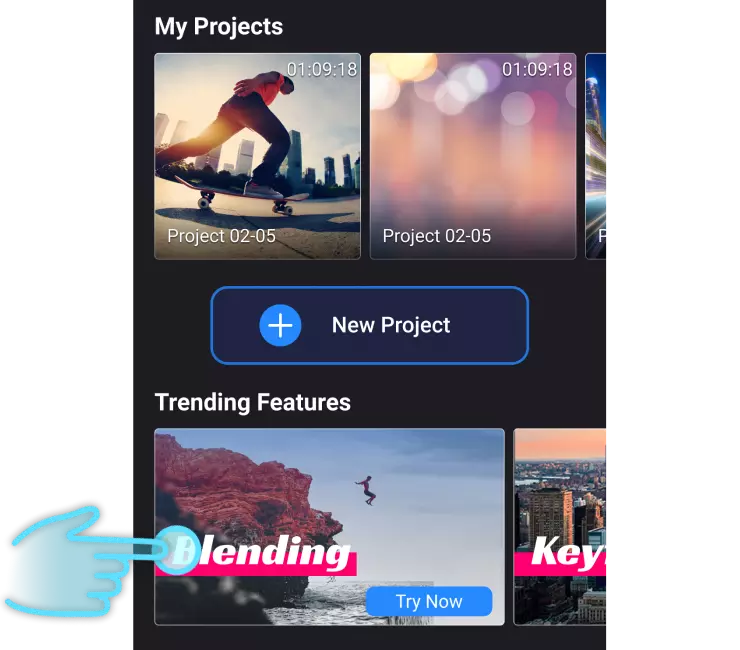 My Projects
01:09:18
01:09:18
Project 02-05
Project 02-05
New Project
Trending Features
Blending
Try Now